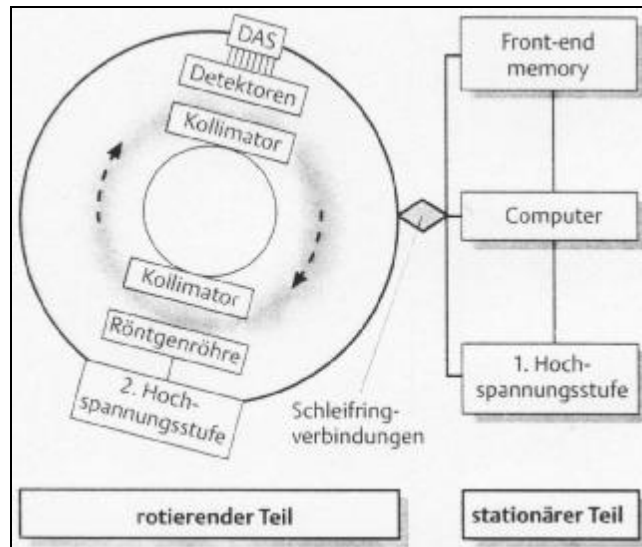 DAS
Detektoren
Kollimator
Kollimator
Röntgenröhre
2. Hoch-
spannungsstufe
Schleifring-
verbindungen
Front-end
memory
Computer
1. Hoch-
spannungsstufe
rotierender Teil
stationärer Teil